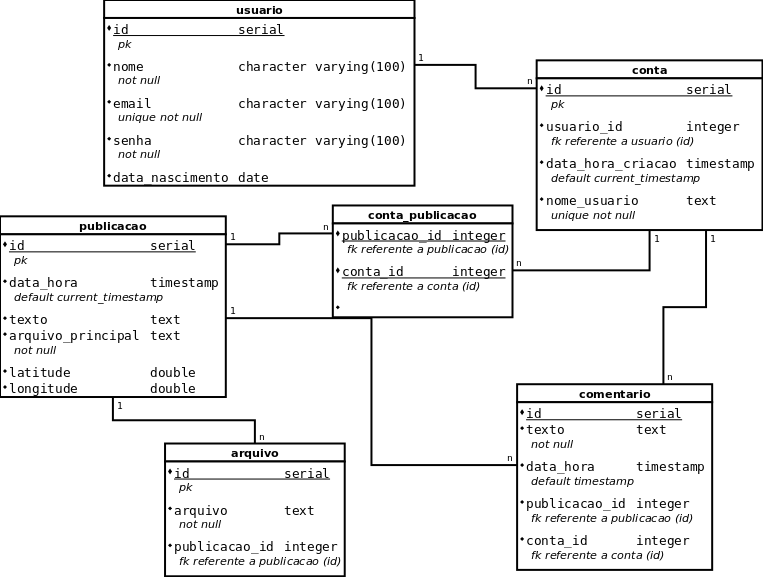 usuario
id serial
pk
nome character varying(100)
not null
email character varying(100)
unique not null
senha character varying(100)
not null
data_nascimento date
1
n
conta
id serial
pk
usuario_id integer
fk referente a usuario (id)
data_hora_criacao timestamp
default current_timestamp
nome_usuario text
unique not null
1
1
publicacao
id serial
pk
data_hora timestamp
default current_timestamp
texto text
arquivo_principal text
not null
latitude double
longitude double
1
n
1
1
conta_publicacao
publicacao_id integer
fk referente a publicacao (id)
conta_id integer
fk referente a conta (id)
n
n
arquivo
id serial
pk
arquivo text
not null
publicacao_id integer
fk referente a publicacao (id)
n
n
comentario
id serial
texto text
not null
data_hora timestamp
default timestamp
publicacao_id integer
fk referente a publicacao (id)
conta_id integer
fk referente a conta (id)